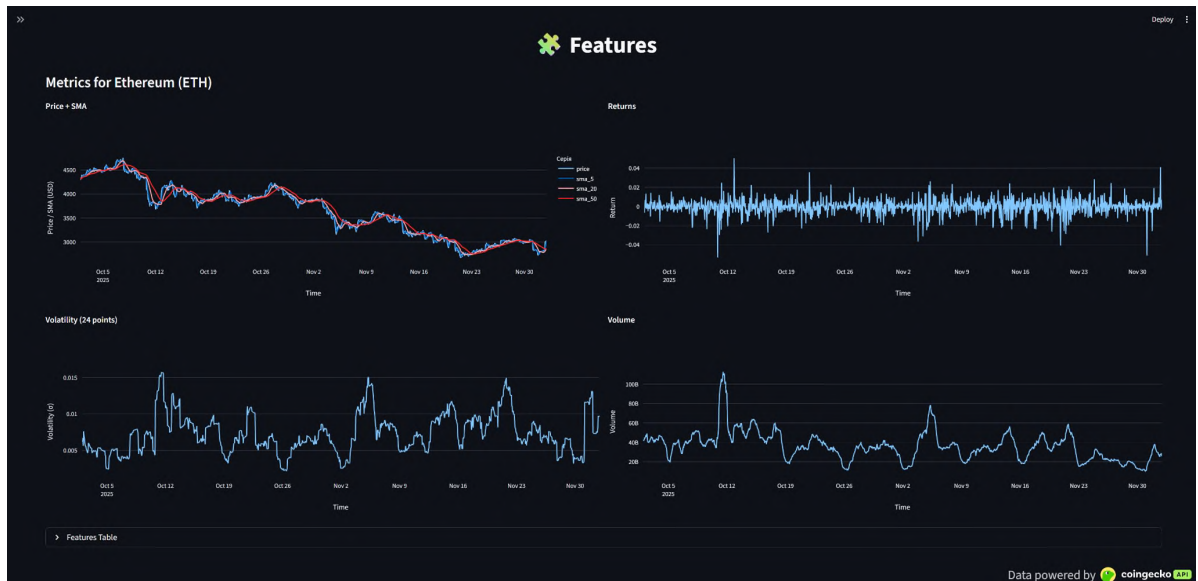 Deploy
Features
Metrics for Ethereum (ETH)
Price + SMA
Price / SMA (USD)
4500
4000
3500
3000
Oct 5
2025
Oct 12
Oct 19
Oct 26
Nov 2
Nov 9
Nov 16
Nov 23
Nov 30
Time
Серія
price
sma_5
sma_20
sma_50
Returns
Return
0.04
0.02
0
−0.02
−0.04
Oct 5
2025
Oct 12
Oct 19
Oct 26
Nov 2
Nov 9
Nov 16
Nov 23
Nov 30
Time
Volatility (24 points)
Volatility (σ)
0.015
0.01
0.005
Oct 5
2025
Oct 12
Oct 19
Oct 26
Nov 2
Nov 9
Nov 16
Nov 23
Nov 30
Time
Volume
Volume
100B
80B
60B
40B
20B
Oct 5
2025
Oct 12
Oct 19
Oct 26
Nov 2
Nov 9
Nov 16
Nov 23
Nov 30
Time
Features Table
Data powered by coingecko API